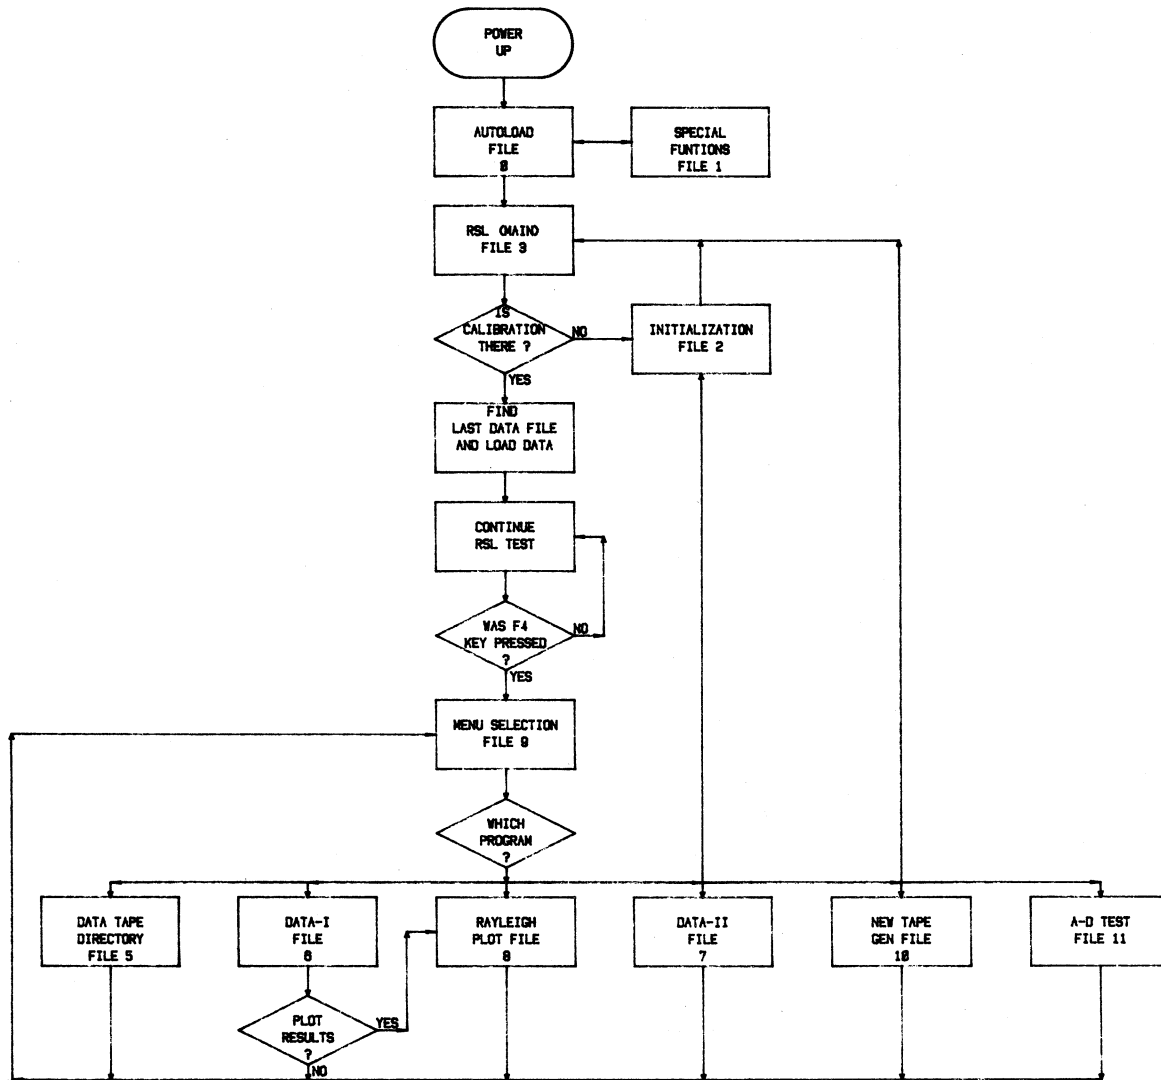 POWER
UP
AUTOLOAD
FILE
0
SPECIAL
FUNTIONS
FILE 1
RSL (MAIN)
FILE 3
IS
CALIBRATION
THERE ?
NO
INITIALIZATION
FILE 2
YES
FIND
LAST DATA FILE
AND LOAD DATA
CONTINUE
RSL TEST
WAS F4
KEY PRESSED
?
NO
YES
MENU SELECTION
FILE 9
WHICH
PROGRAM
?
DATA TAPE
DIRECTORY
FILE 5
DATA-I
FILE
6
RAYLEIGH
PLOT FILE
8
DATA-II
FILE
7
NEW TAPE
GEN FILE
10
A-D TEST
FILE 11
PLOT
RESULTS
?
YES
NO